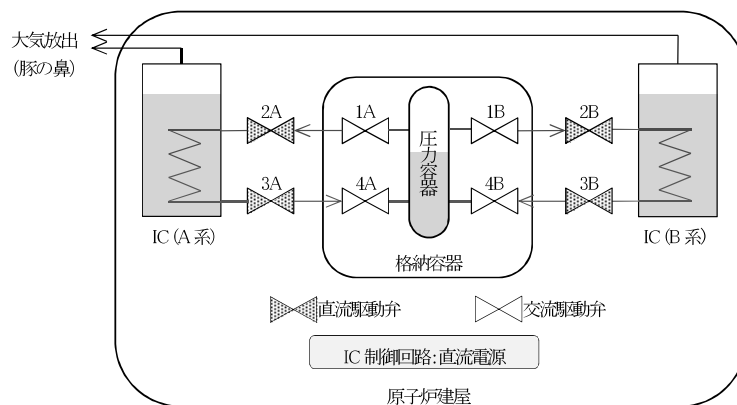 大気放出
(豚の鼻)
2A 1A 1B 2B
圧力容器
3A 4A 4B 3B
IC (A 系) IC (B 系)
格納容器
直流駆動弁 交流駆動弁
IC 制御回路:直流電源
原子炉建屋